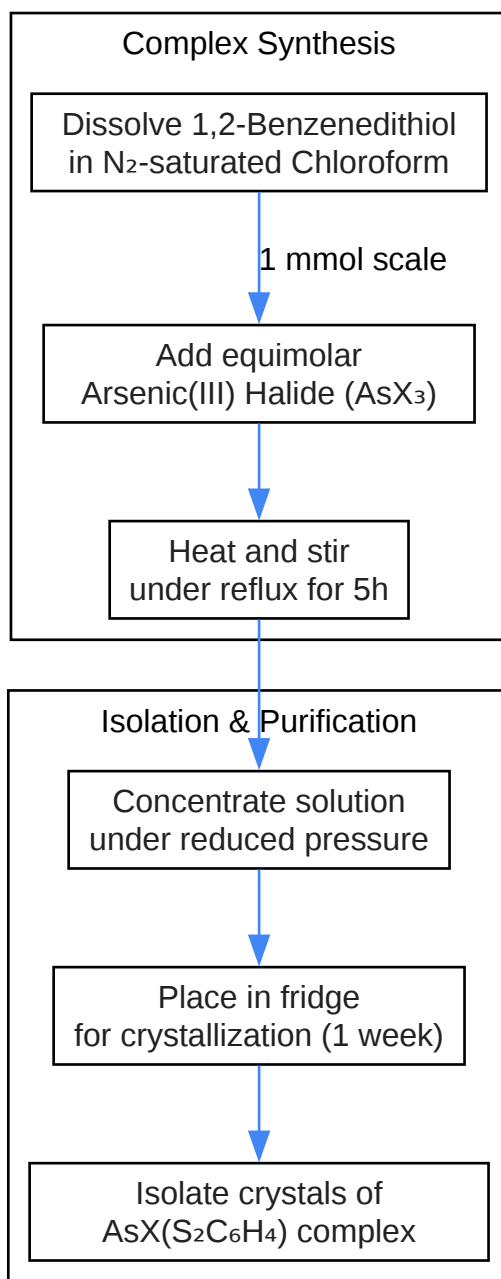 Complex Synthesis
Dissolve 1,2-Benzenedithiol
in N₂-saturated Chloroform
1 mmol scale
Add equimolar
Arsenic(III) Halide (AsX₃)
Heat and stir
under reflux for 5h
Isolation & Purification
Concentrate solution
under reduced pressure
Place in fridge
for crystallization (1 week)
Isolate crystals of
AsX(S₂C₆H₄) complex